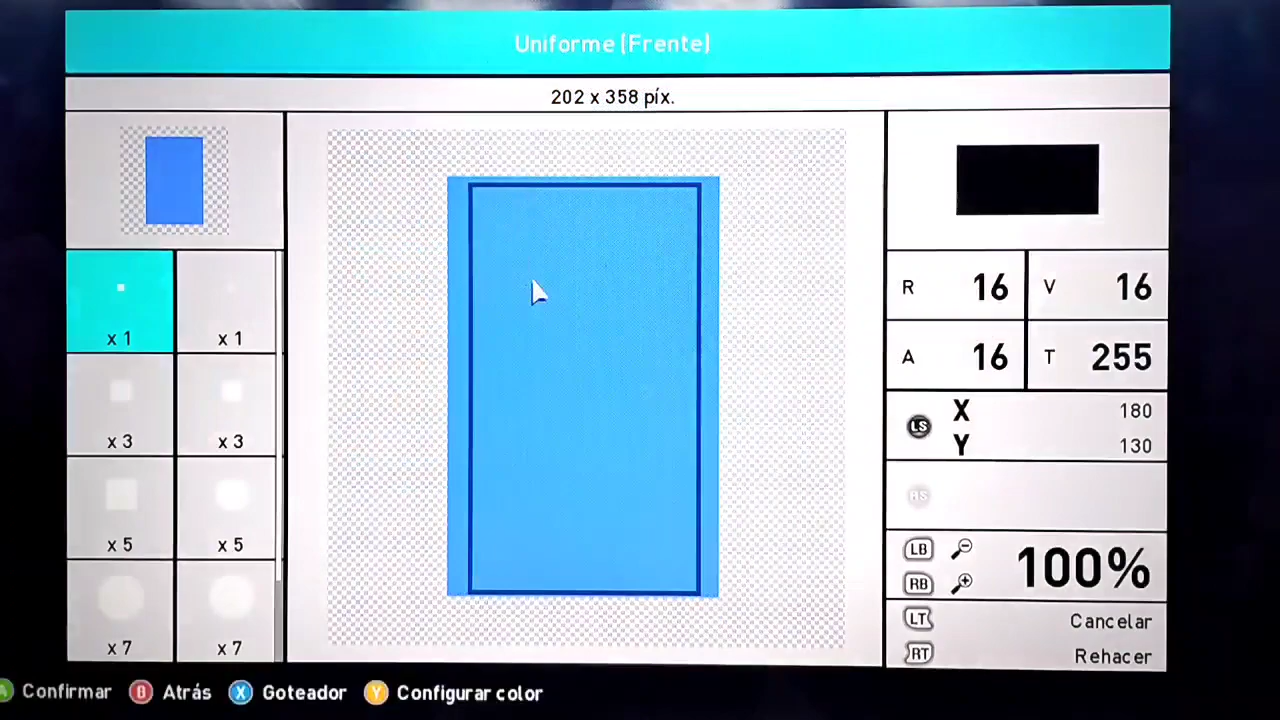 Uniforme (Frente)
202 x 358 píx.
x 1
x 1
x 3
x 3
x 5
x 5
x 7
x 7
R 16
V 16
A 16
T 255
LS X 180
Y 130
RS
LB
RB
100%
LT Cancelar
RT Rehacer
A Confirmar B Atrás X Goteador Y Configurar color